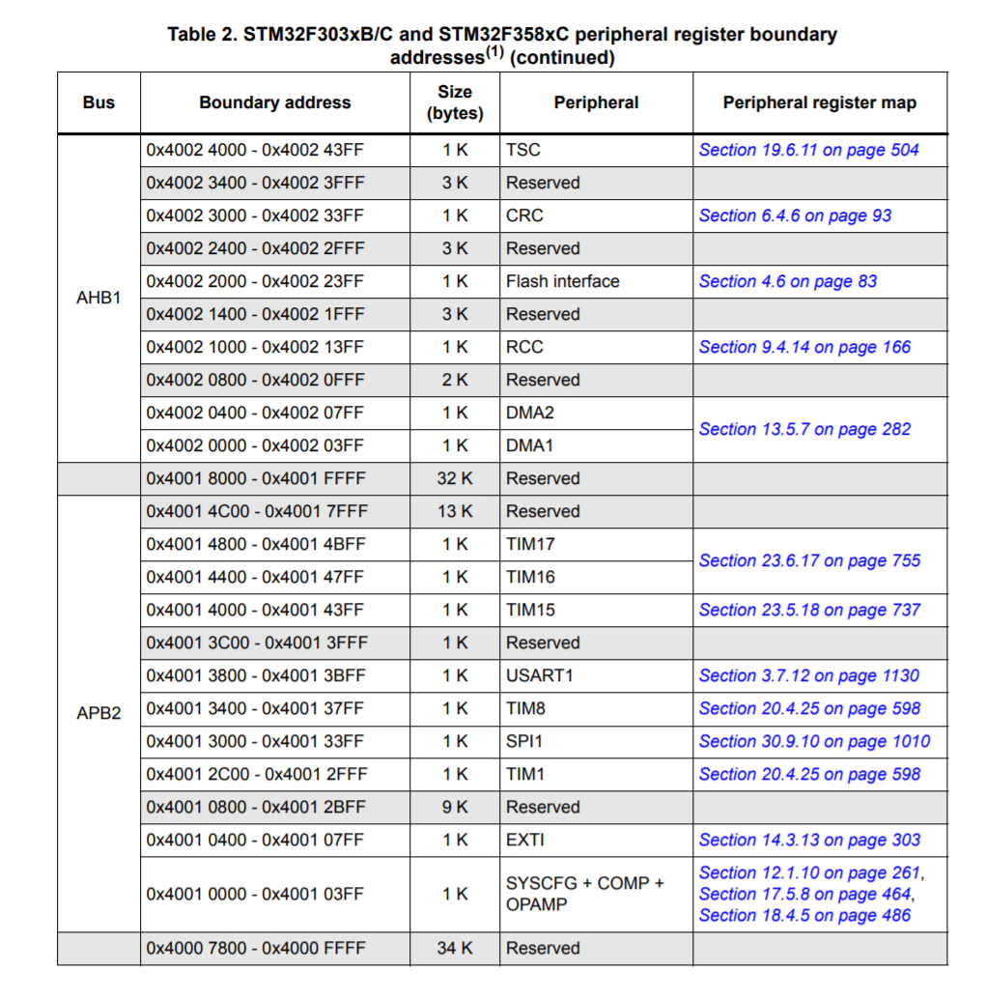 Table 2. STM32F303xB/C and STM32F358xC peripheral register boundary
addresses(1) (continued)
Bus Boundary address Size (bytes) Peripheral Peripheral register map
AHB1
0x4002 4000 - 0x4002 43FF 1 K TSC Section 19.6.11 on page 504
0x4002 3400 - 0x4002 3FFF 3 K Reserved
0x4002 3000 - 0x4002 33FF 1 K CRC Section 6.4.6 on page 93
0x4002 2400 - 0x4002 2FFF 3 K Reserved
0x4002 2000 - 0x4002 23FF 1 K Flash interface Section 4.6 on page 83
0x4002 1400 - 0x4002 1FFF 3 K Reserved
0x4002 1000 - 0x4002 13FF 1 K RCC Section 9.4.14 on page 166
0x4002 0800 - 0x4002 0FFF 2 K Reserved
0x4002 0400 - 0x4002 07FF 1 K DMA2 Section 13.5.7 on page 282
0x4002 0000 - 0x4002 03FF 1 K DMA1
0x4001 8000 - 0x4001 FFFF 32 K Reserved
APB2
0x4001 4C00 - 0x4001 7FFF 13 K Reserved
0x4001 4800 - 0x4001 4BFF 1 K TIM17 Section 23.6.17 on page 755
0x4001 4400 - 0x4001 47FF 1 K TIM16
0x4001 4000 - 0x4001 43FF 1 K TIM15 Section 23.5.18 on page 737
0x4001 3C00 - 0x4001 3FFF 1 K Reserved
0x4001 3800 - 0x4001 3BFF 1 K USART1 Section 3.7.12 on page 1130
0x4001 3400 - 0x4001 37FF 1 K TIM8 Section 20.4.25 on page 598
0x4001 3000 - 0x4001 33FF 1 K SPI1 Section 30.9.10 on page 1010
0x4001 2C00 - 0x4001 2FFF 1 K TIM1 Section 20.4.25 on page 598
0x4001 0800 - 0x4001 2BFF 9 K Reserved
0x4001 0400 - 0x4001 07FF 1 K EXTI Section 14.3.13 on page 303
0x4001 0000 - 0x4001 03FF 1 K SYSCFG + COMP +
OPAMP
Section 12.1.10 on page 261,
Section 17.5.8 on page 464,
Section 18.4.5 on page 486
0x4000 7800 - 0x4000 FFFF 34 K Reserved